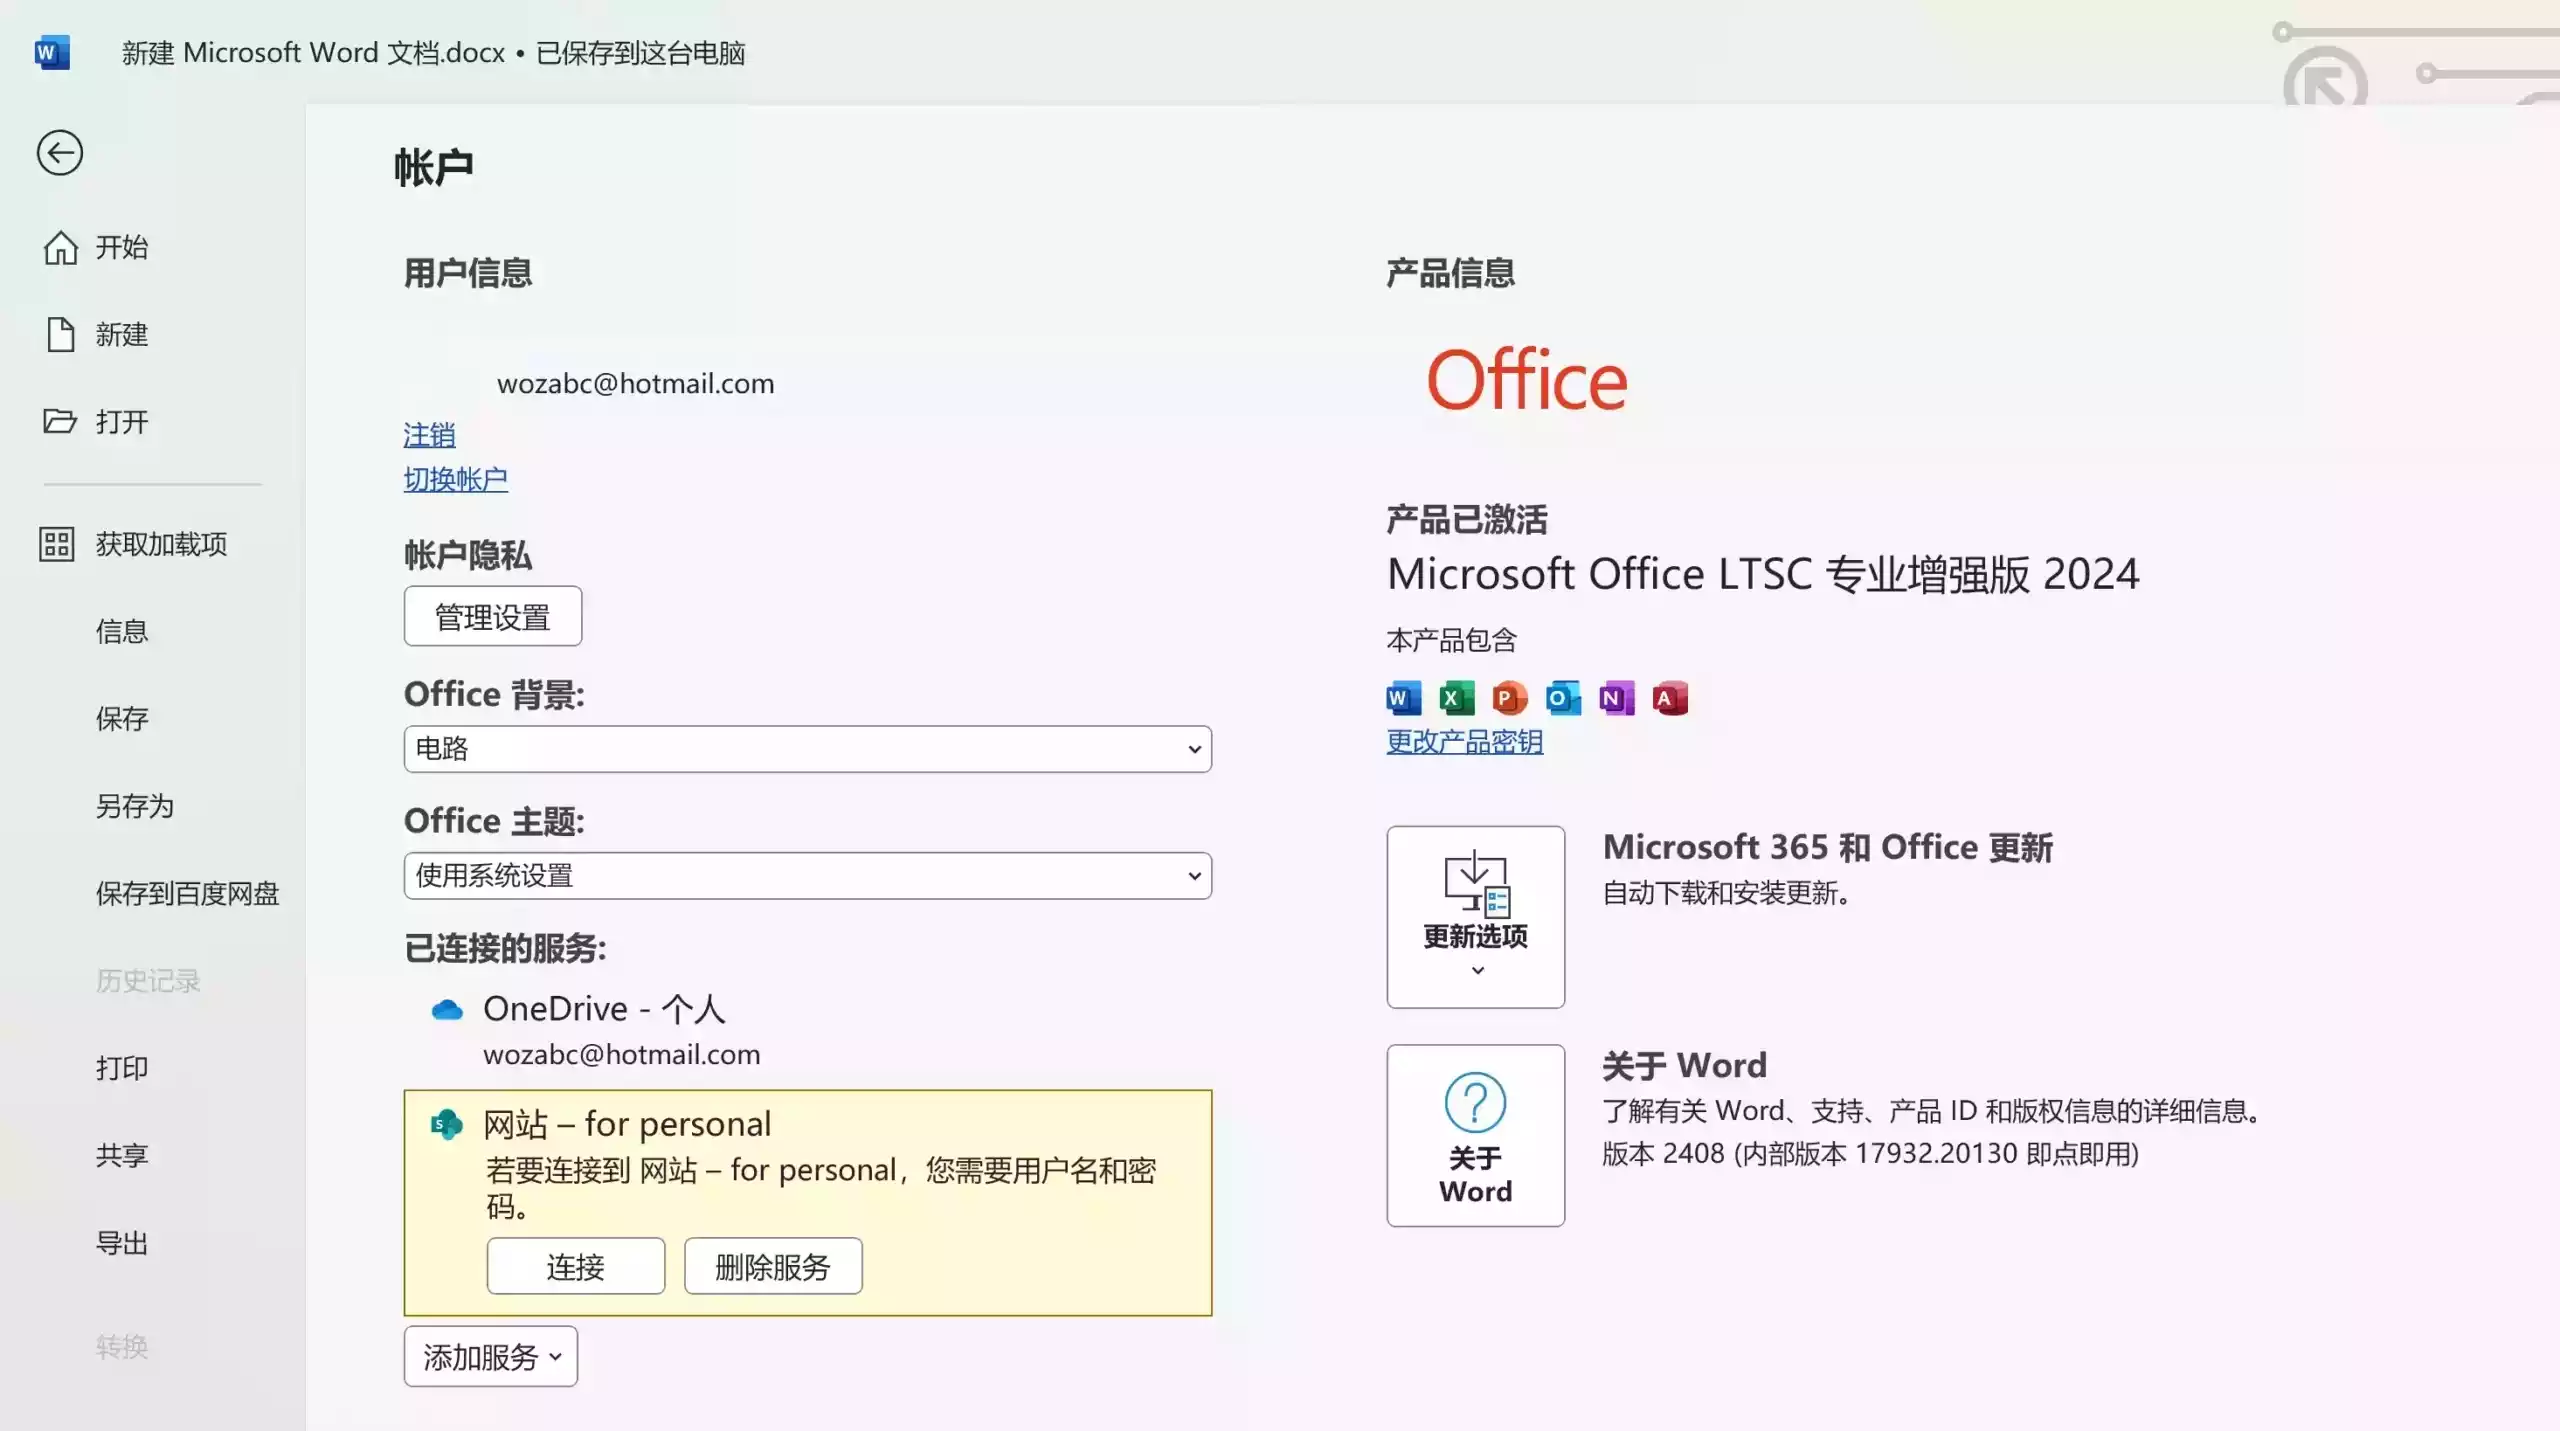 新建 Microsoft Word 文档.docx • 已保存到这台电脑
开始
新建
打开
获取加载项
信息
保存
另存为
保存到百度网盘
历史记录
打印
共享
导出
转换
帐户
用户信息
wozabc@hotmail.com
注销
切换帐户
帐户隐私
管理设置
Office 背景:
电路
Office 主题:
使用系统设置
已连接的服务:
OneDrive - 个人
wozabc@hotmail.com
网站 – for personal
若要连接到 网站 – for personal，您需要用户名和密
码。
连接
删除服务
添加服务
产品信息
Office
产品已激活
Microsoft Office LTSC 专业增强版 2024
本产品包含
更改产品密钥
更新选项
Microsoft 365 和 Office 更新
自动下载和安装更新。
关于
Word
关于 Word
了解有关 Word、支持、产品 ID 和版权信息的详细信息。
版本 2408 (内部版本 17932.20130 即点即用)